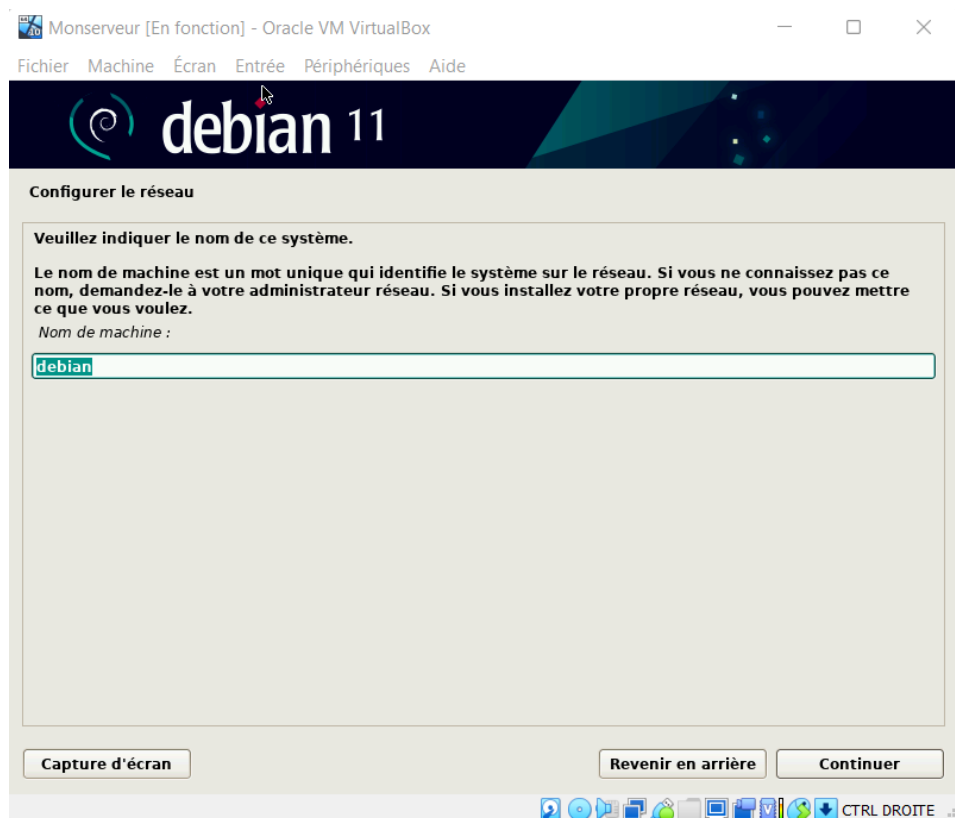 Monserveur [En fonction] - Oracle VM VirtualBox
Fichier Machine Écran Entrée Périphériques Aide
debian 11
Configurer le réseau
Veuillez indiquer le nom de ce système.
Le nom de machine est un mot unique qui identifie le système sur le réseau. Si vous ne connaissez pas ce
nom, demandez-le à votre administrateur réseau. Si vous installez votre propre réseau, vous pouvez mettre
ce que vous voulez.
Nom de machine :
debian
Capture d'écran Revenir en arrière Continuer
CTRL DROITE